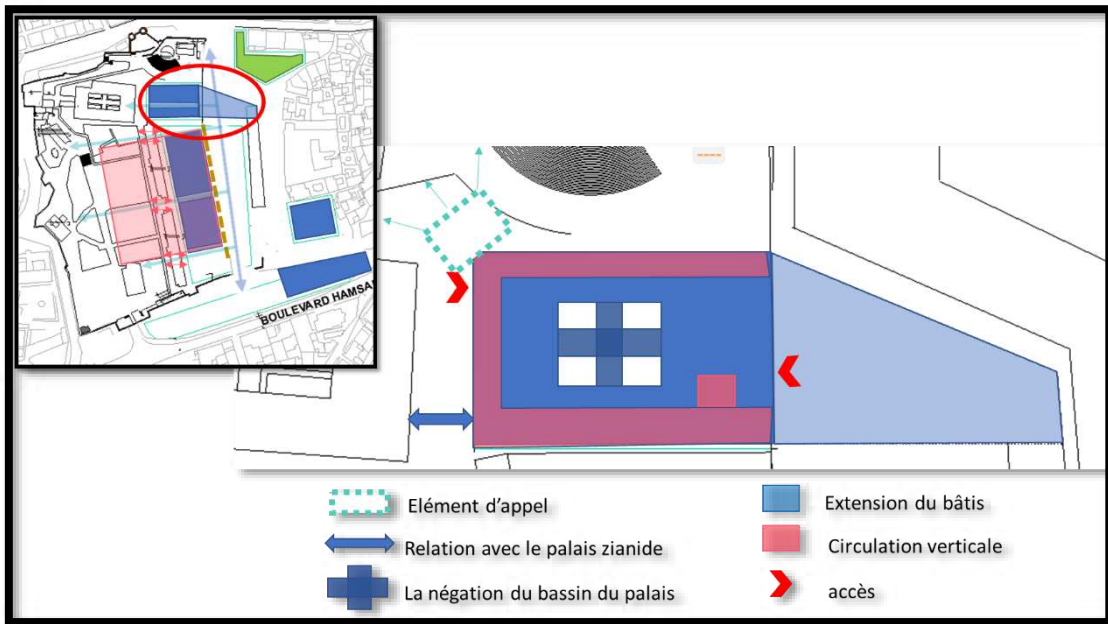 BOULEVARD HAMSA
Elément d'appel
Relation avec le palais zianide
La négation du bassin du palais
Extension du bâtis
Circulation verticale
accès